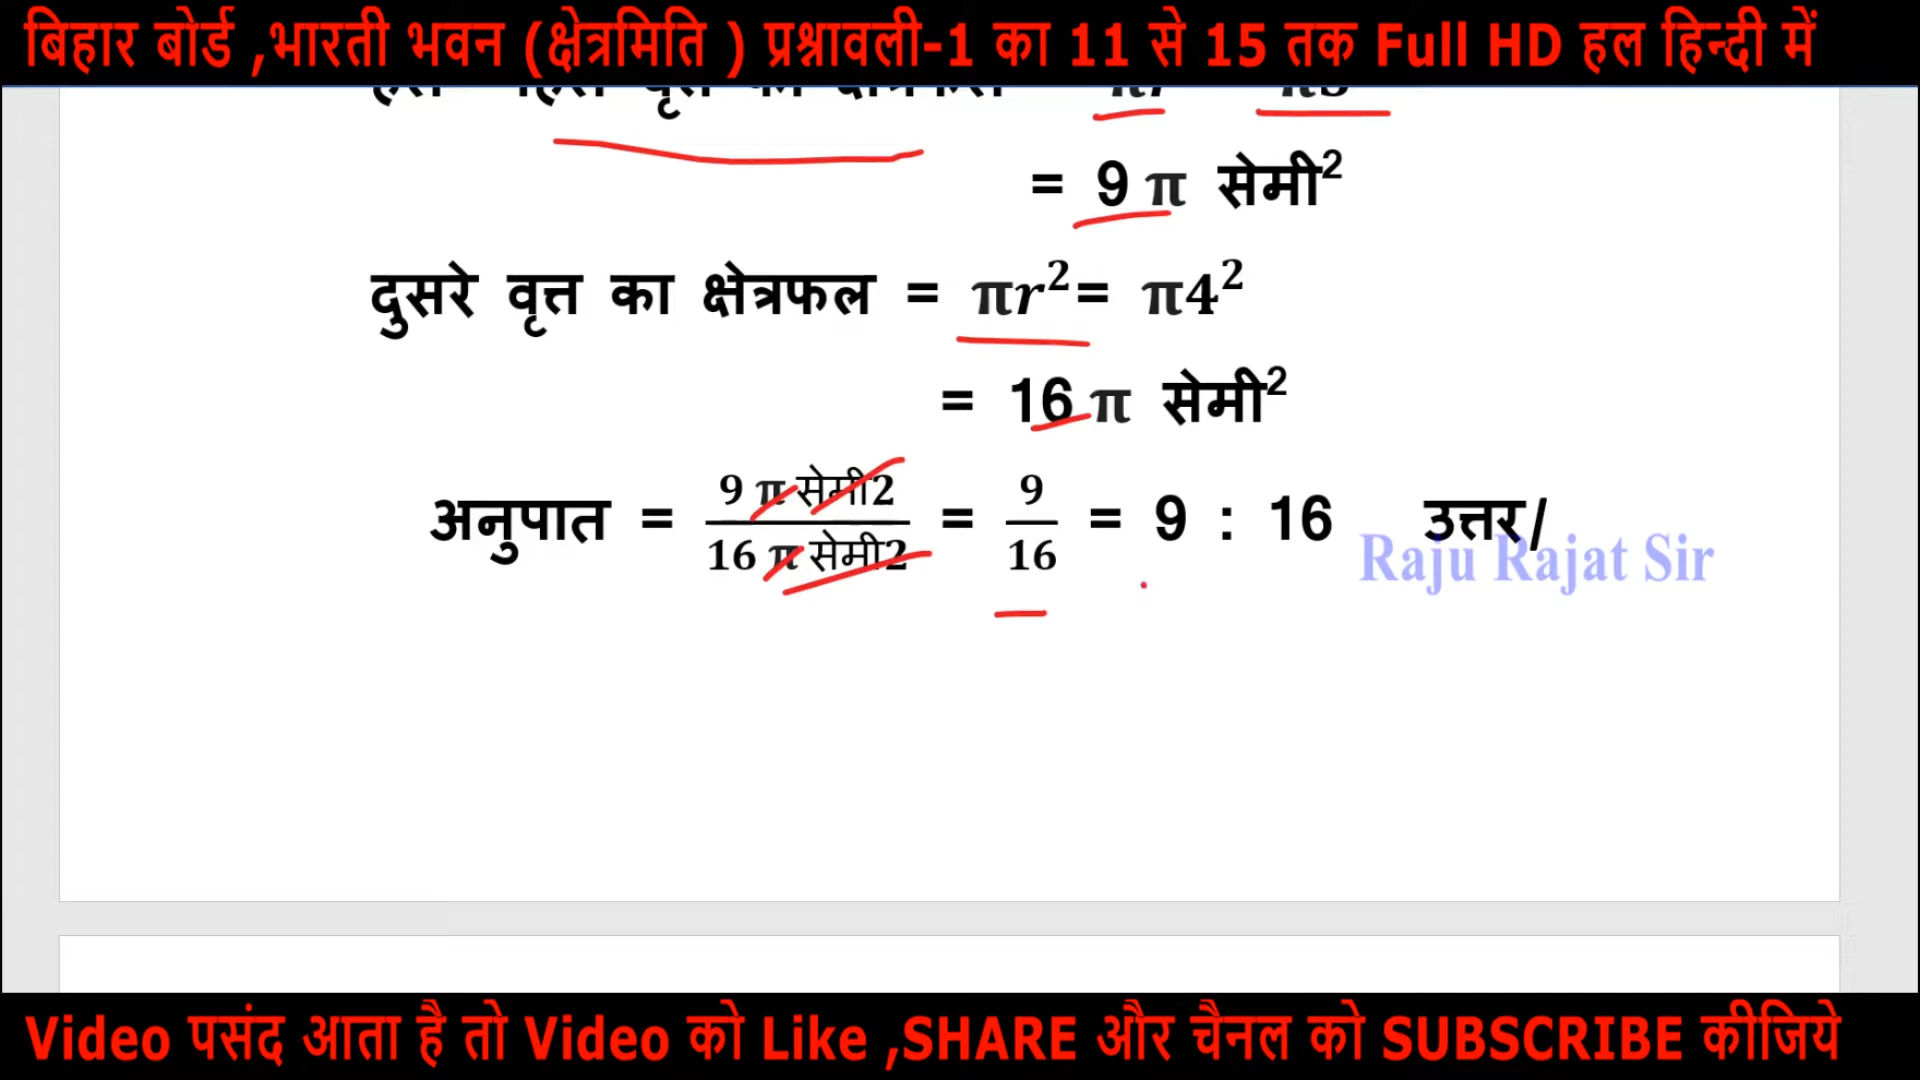 बिहार बोर्ड ,भारती भवन (क्षेत्रमिति ) प्रश्नावली-1 का 11 से 15 तक Full HD हल हिन्दी में
= 9 π सेमी²
दुसरे वृत्त का क्षेत्रफल = πr²= π4²
= 16 π सेमी²
अनुपात = 9 π सेमी2 / 16 π सेमी2 = 9/16 = 9 : 16 उत्तर/
Raju Rajat Sir
Video पसंद आता है तो Video को Like ,SHARE और चैनल को SUBSCRIBE कीजिये